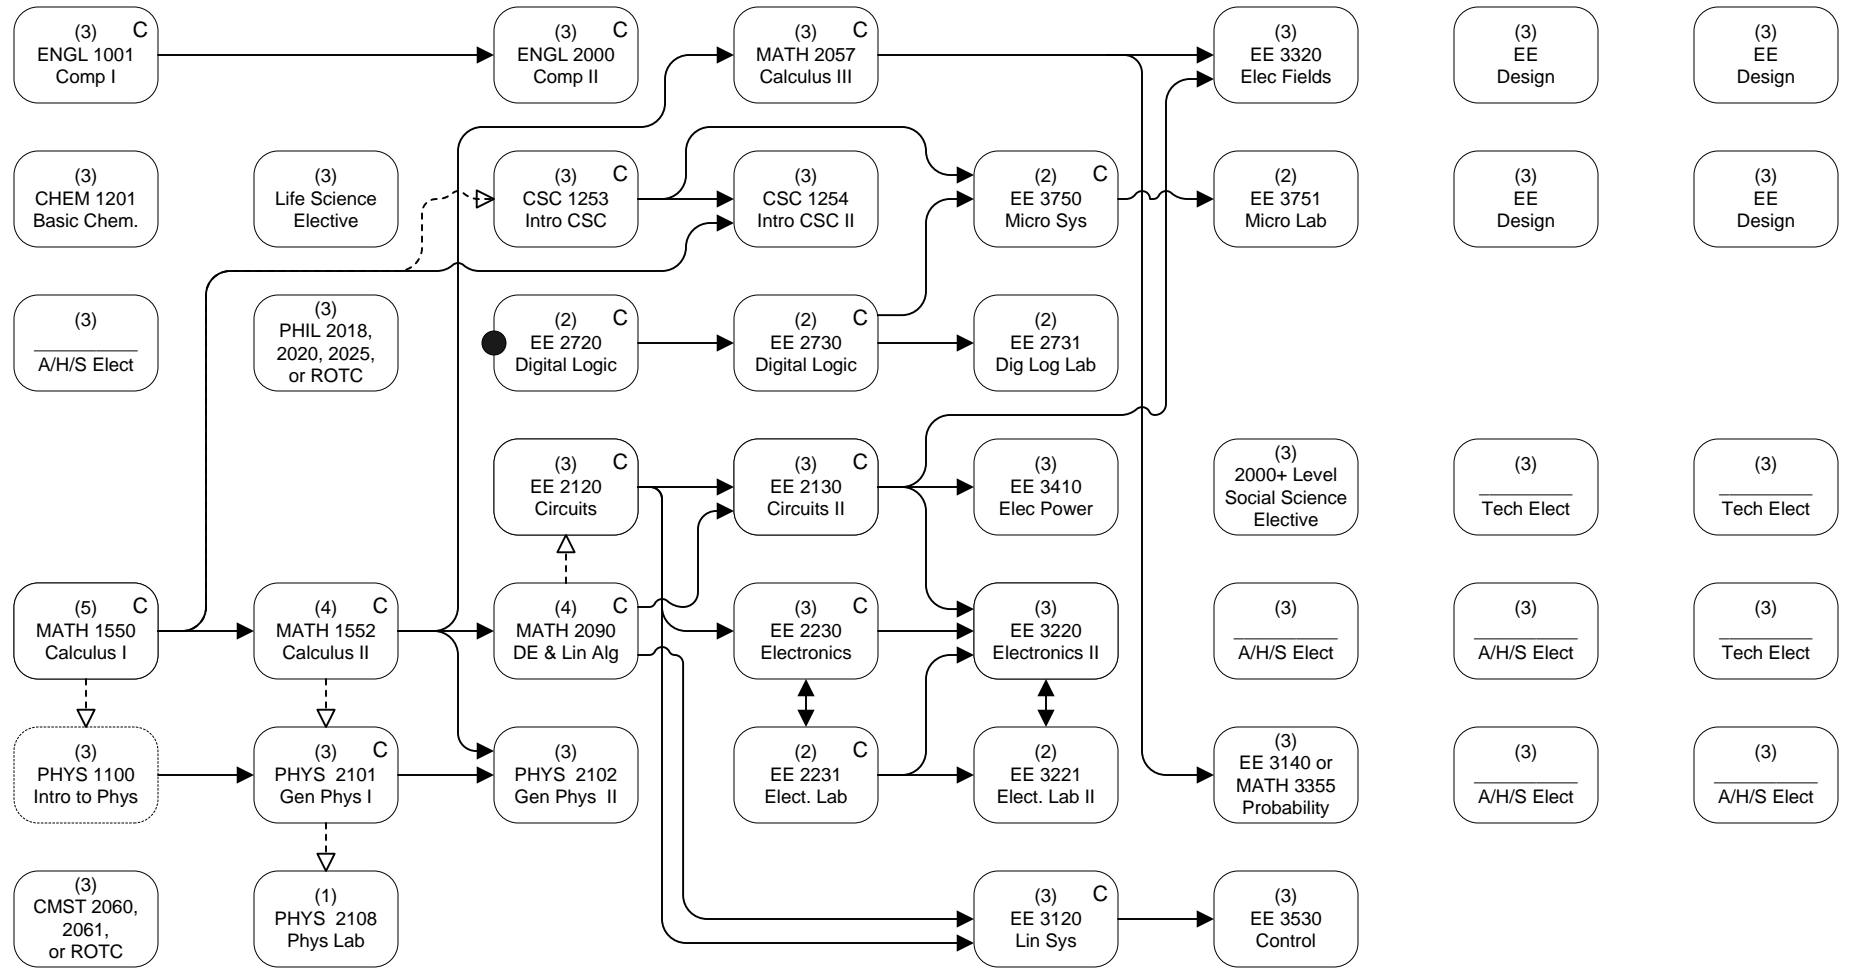 (3) C
ENGL 1001
Comp I
(3) C
ENGL 2000
Comp II
(3) C
MATH 2057
Calculus III
(3)
EE 3320
Elec Fields
(3)
EE
Design
(3)
EE
Design
(3)
CHEM 1201
Basic Chem.
(3)
Life Science
Elective
(3) C
CSC 1253
Intro CSC
(3)
CSC 1254
Intro CSC II
(2) C
EE 3750
Micro Sys
(2)
EE 3751
Micro Lab
(3)
EE
Design
(3)
EE
Design
(3)
A/H/S Elect
(3)
PHIL 2018,
2020, 2025,
or ROTC
(2) C
EE 2720
Digital Logic
(2) C
EE 2730
Digital Logic
(2)
EE 2731
Dig Log Lab
(3) C
EE 2120
Circuits
(3) C
EE 2130
Circuits II
(3)
EE 3410
Elec Power
(3)
2000+ Level
Social Science
Elective
(3)
Tech Elect
(3)
Tech Elect
(5) C
MATH 1550
Calculus I
(4) C
MATH 1552
Calculus II
(4) C
MATH 2090
DE & Lin Alg
(3) C
EE 2230
Electronics
(3)
EE 3220
Electronics II
(3)
A/H/S Elect
(3)
A/H/S Elect
(3)
Tech Elect
(3)
PHYS 1100
Intro to Phys
(3) C
PHYS 2101
Gen Phys I
(3)
PHYS 2102
Gen Phys II
(2) C
EE 2231
Elect. Lab
(2)
EE 3221
Elect. Lab II
(3)
EE 3140 or
MATH 3355
Probability
(3)
A/H/S Elect
(3)
A/H/S Elect
(3)
CMST 2060,
2061,
or ROTC
(1)
PHYS 2108
Phys Lab
(3) C
EE 3120
Lin Sys
(3)
EE 3530
Control